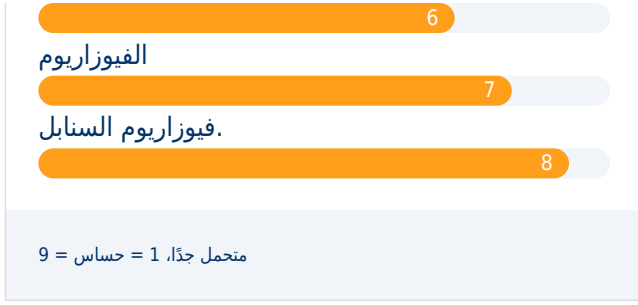 6
الفيوزاريوم
7
فيوزاريوم السنابل.
8
9 = متحمل جدًا، 1 = حساس